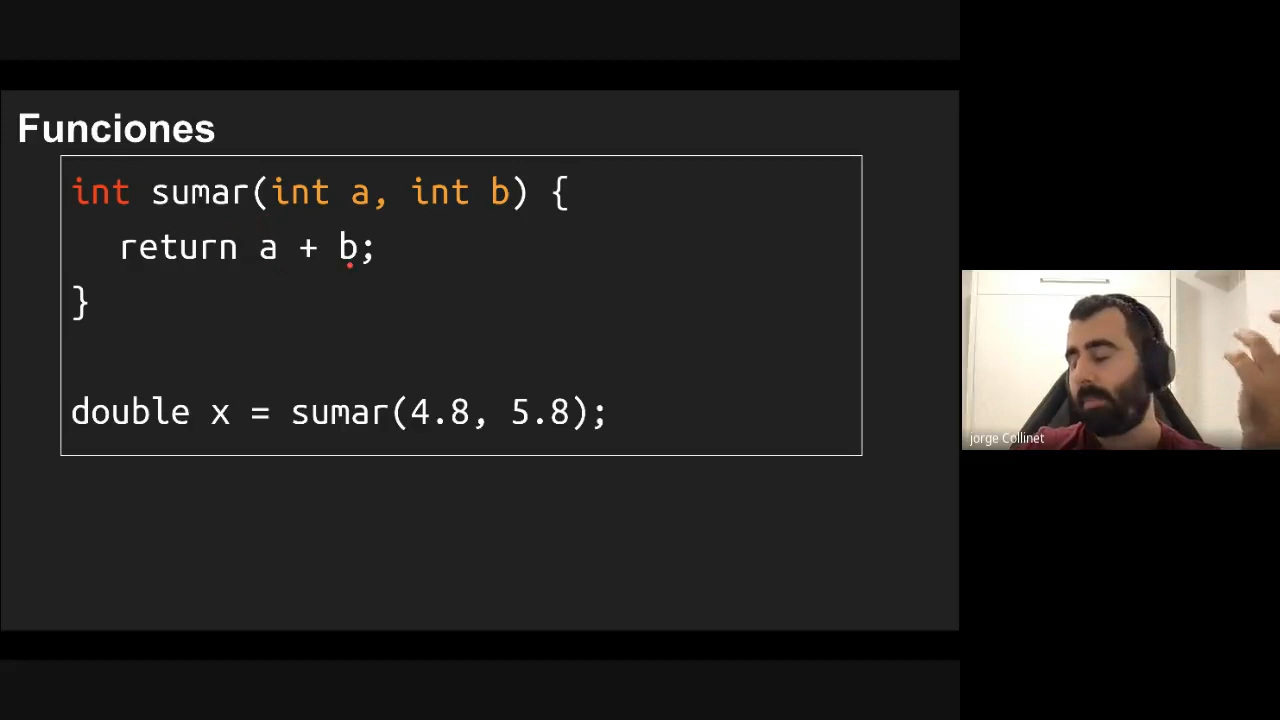 Funciones
int sumar(int a, int b) {
return a + b;
}
double x = sumar(4.8, 5.8);
jorge Collinet